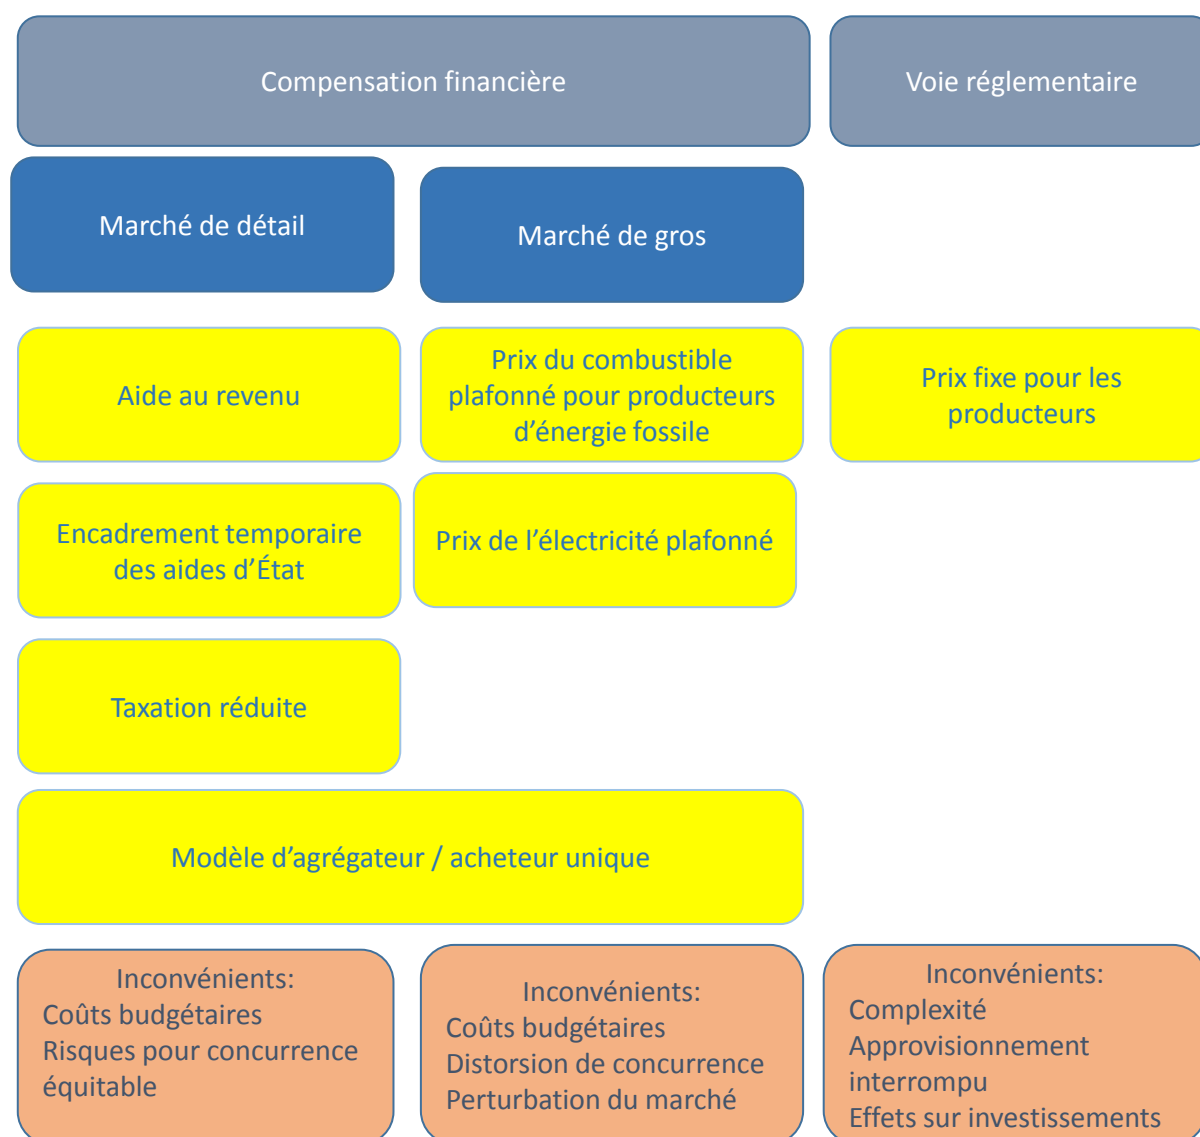 Compensation financière
Voie réglementaire
Marché de détail
Marché de gros
Aide au revenu
Prix du combustible
plafonné pour producteurs
d’énergie fossile
Prix fixe pour les
producteurs
Encadrement temporaire
des aides d’État
Prix de l’électricité plafonné
Taxation réduite
Modèle d’agrégateur / acheteur unique
Inconvénients:
Coûts budgétaires
Risques pour concurrence
équitable
Inconvénients:
Coûts budgétaires
Distorsion de concurrence
Perturbation du marché
Inconvénients:
Complexité
Approvisionnement
interrompu
Effets sur investissements